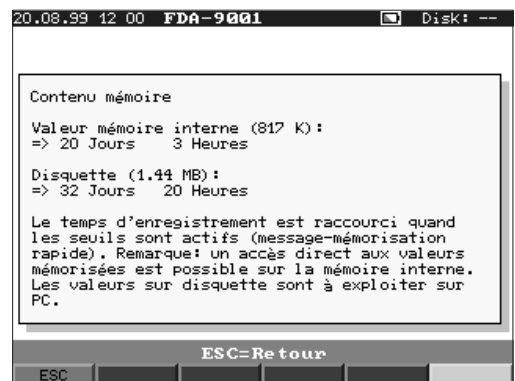 20.08.99 12 00 FDA-9001 Disk: --
Contenu mémoire
Valeur mémoire interne (817 K):
=> 20 Jours 3 Heures
Disquette (1.44 MB):
=> 32 Jours 20 Heures
Le temps d'enregistrement est raccourci quand
les seuils sont actifs (message-mémorisation
rapide). Remarque: un accès direct aux valeurs
mémorisées est possible sur la mémoire interne.
Les valeurs sur disquette sont à exploiter sur
PC.
ESC=Retour
ESC